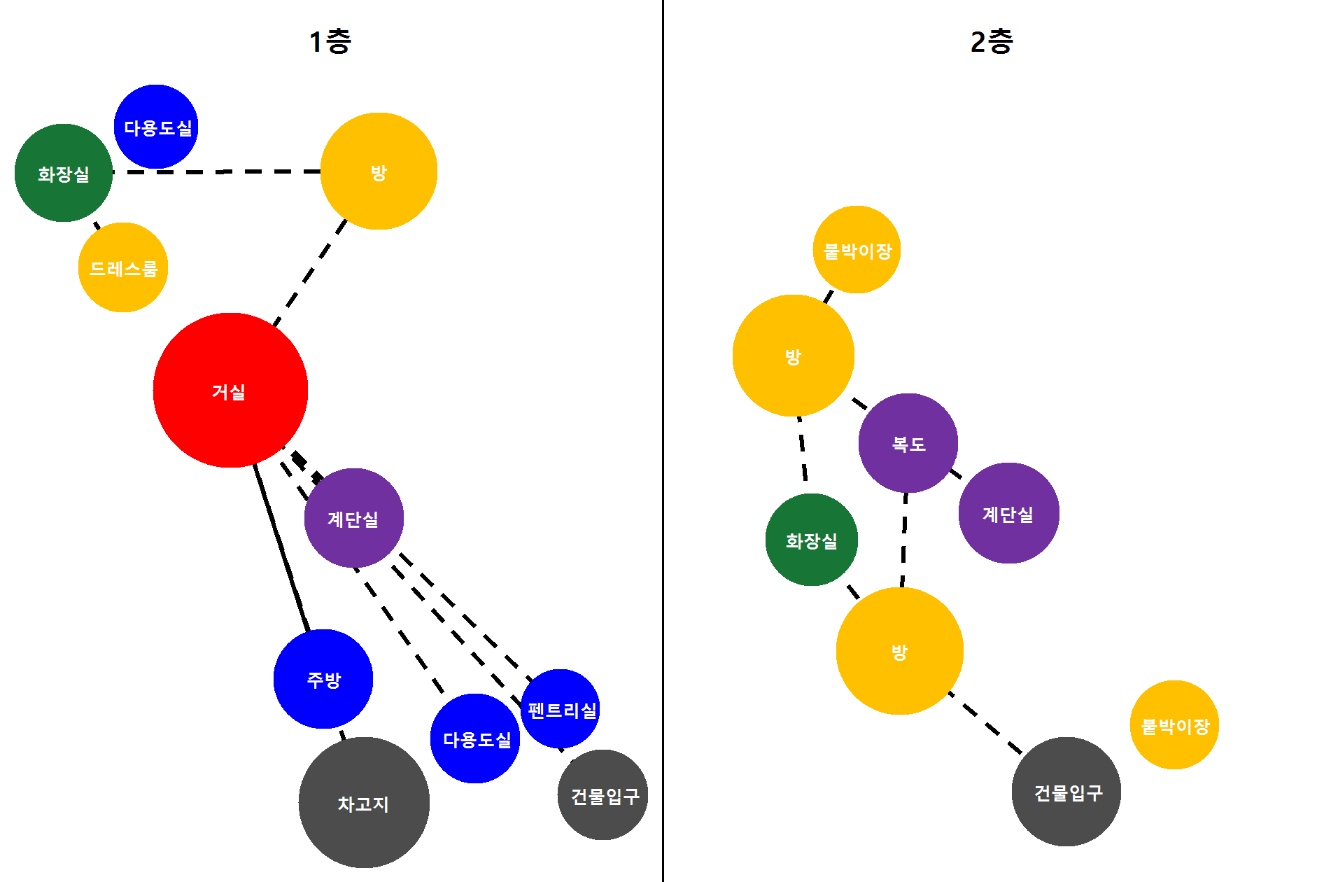 1층
다용도실
화장실
방
드레스룸
거실
계단실
주방
펜트리실
다용도실
건물입구
차고지
2층
붙박이장
방
복도
계단실
화장실
방
붙박이장
건물입구